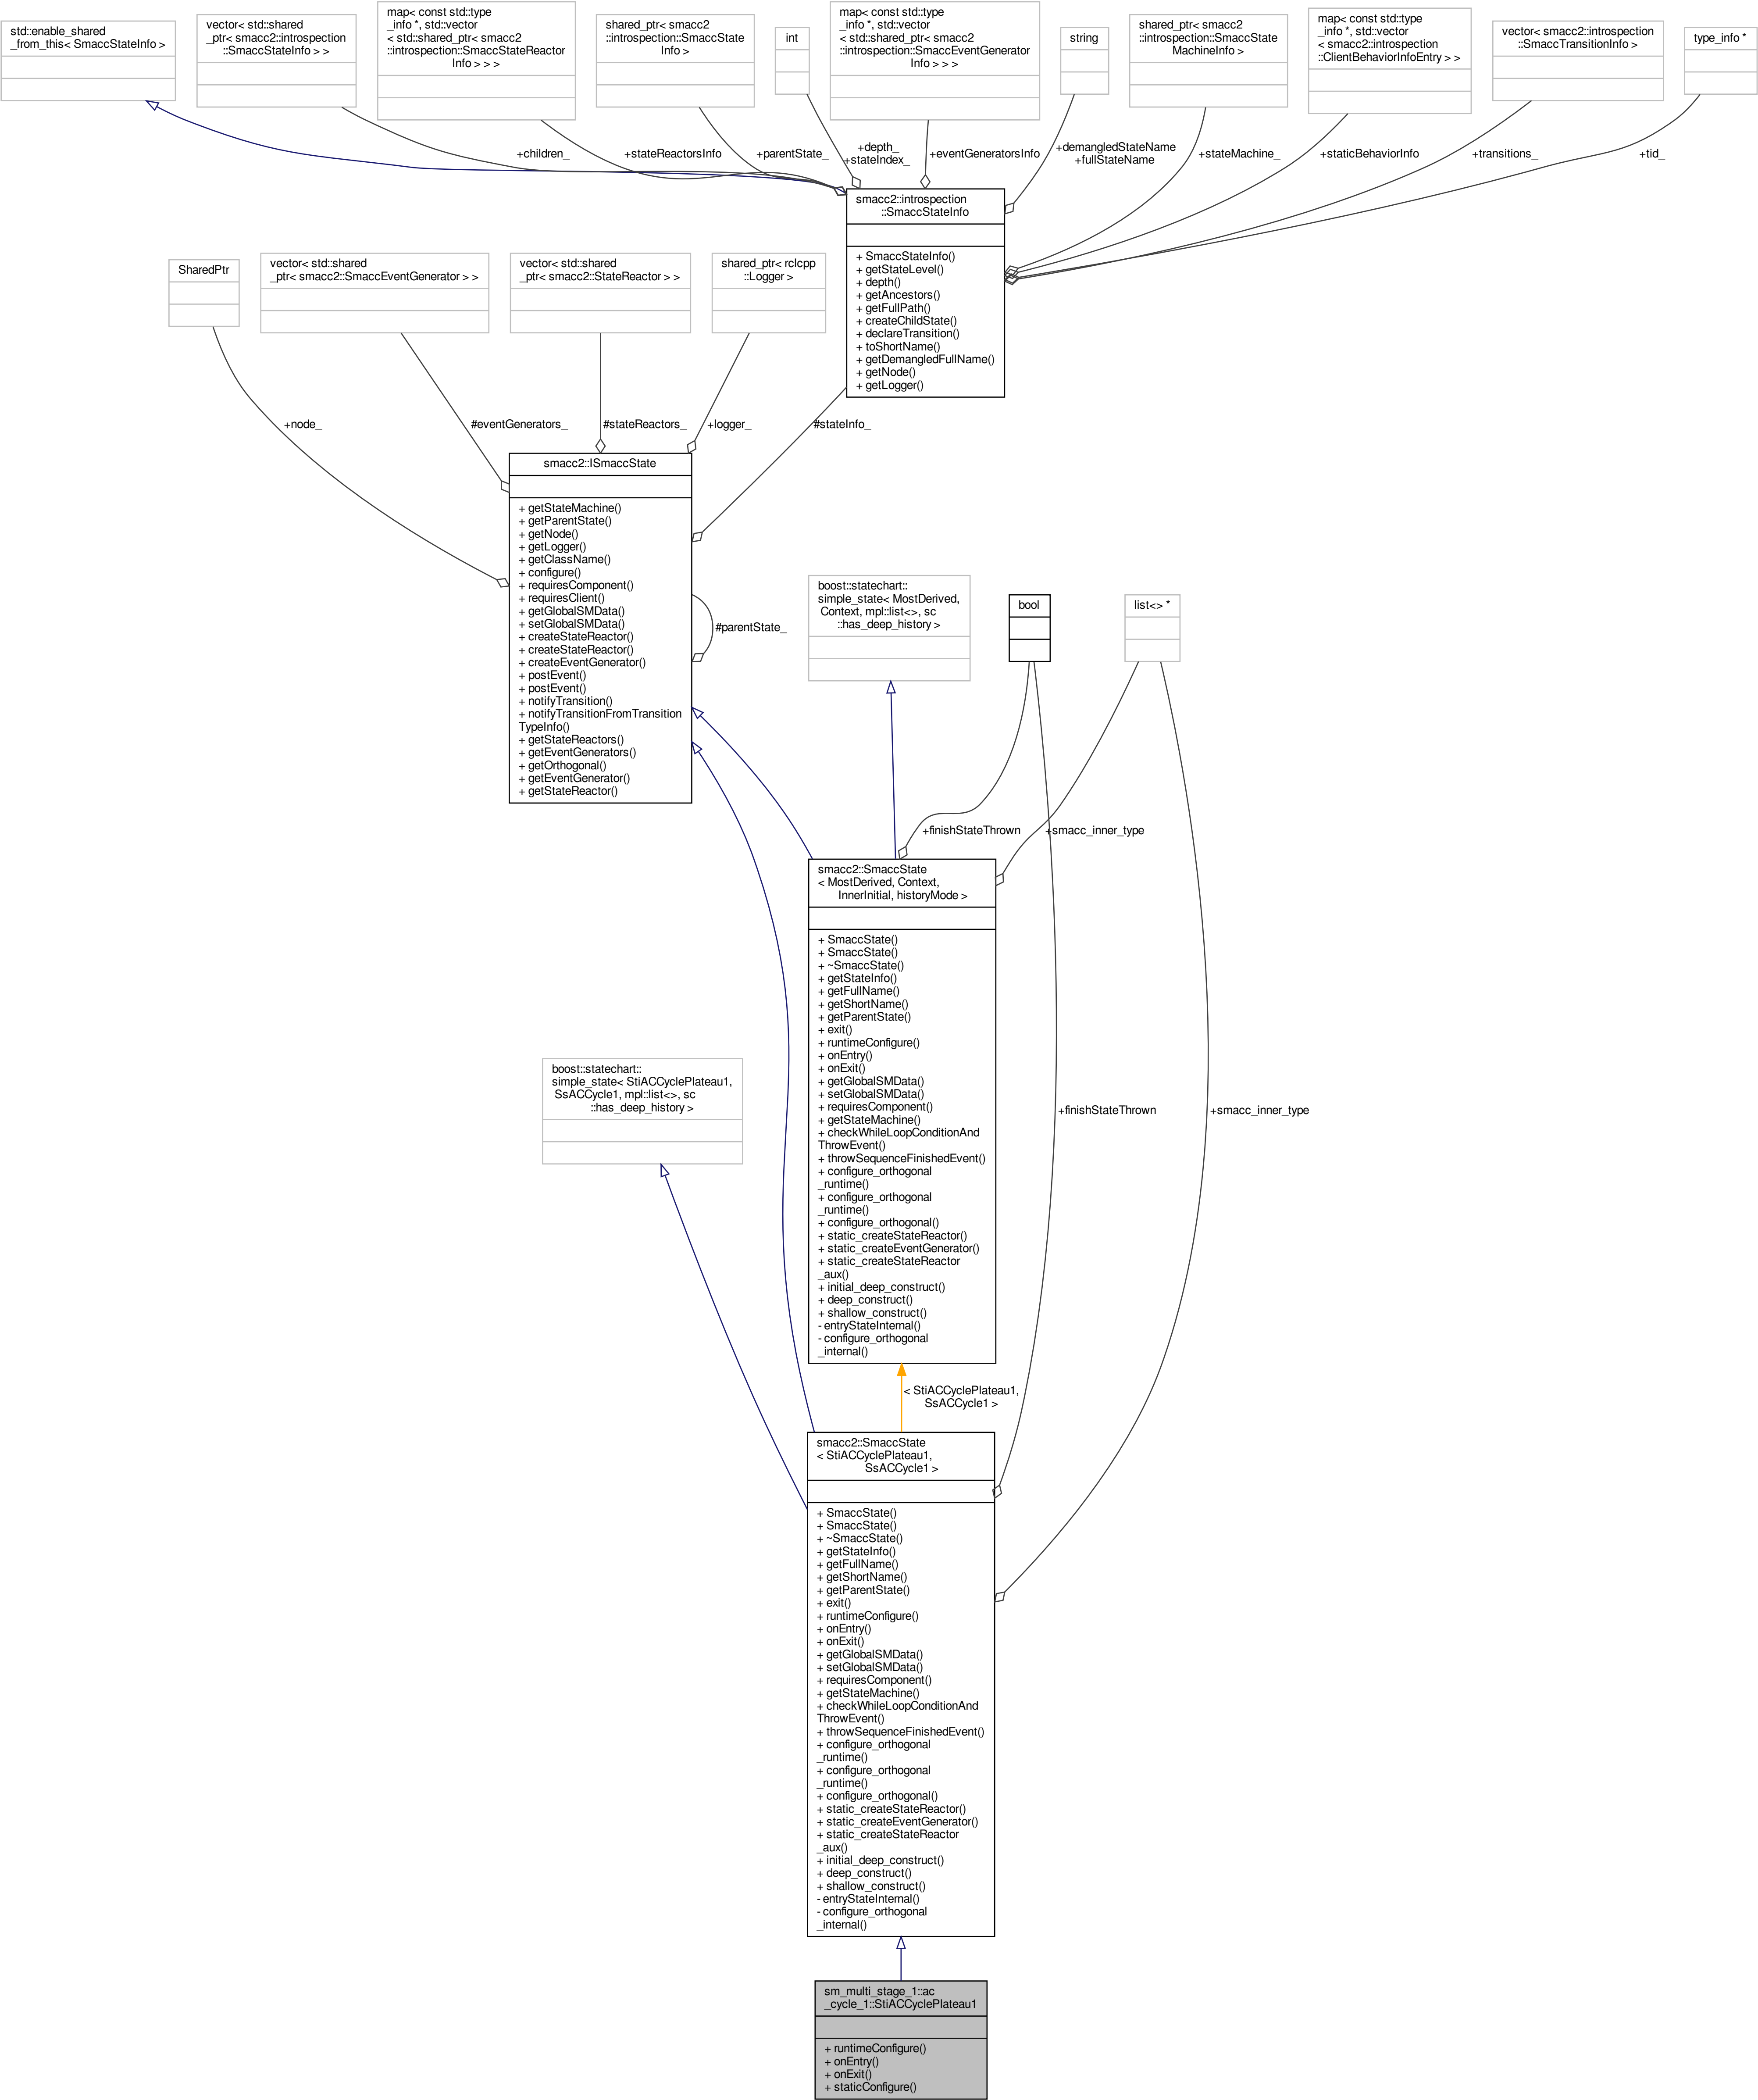 std::enable_shared
_from_this< SmaccStateInfo >
vector< std::shared
_ptr< smacc2::introspection
::SmaccStateInfo > >
map< const std::type
_info *, std::vector
< std::shared_ptr< smacc2
::introspection::SmaccStateReactor
Info > > >
shared_ptr< smacc2
::introspection::SmaccState
Info >
int
map< const std::type
_info *, std::vector
< std::shared_ptr< smacc2
::introspection::SmaccEventGenerator
Info > > >
string
shared_ptr< smacc2
::introspection::SmaccState
MachineInfo >
map< const std::type
_info *, std::vector
< smacc2::introspection
::ClientBehaviorInfoEntry > >
vector< smacc2::introspection
::SmaccTransitionInfo >
type_info *
+children_
+stateReactorsInfo
+parentState_
+depth_
+stateIndex_
+eventGeneratorsInfo
+demangledStateName
+fullStateName
+stateMachine_
+staticBehaviorInfo
+transitions_
+tid_
smacc2::introspection
::SmaccStateInfo
+ SmaccStateInfo()
+ getStateLevel()
+ depth()
+ getAncestors()
+ getFullPath()
+ createChildState()
+ declareTransition()
+ toShortName()
+ getDemangledFullName()
+ getNode()
+ getLogger()
SharedPtr
vector< std::shared
_ptr< smacc2::SmaccEventGenerator > >
vector< std::shared
_ptr< smacc2::StateReactor > >
shared_ptr< rclcpp
::Logger >
+node_
#eventGenerators_
#stateReactors_
+logger_
#stateInfo_
smacc2::ISmaccState
+ getStateMachine()
+ getParentState()
+ getNode()
+ getLogger()
+ getClassName()
+ configure()
+ requiresComponent()
+ requiresClient()
+ getGlobalSMData()
+ setGlobalSMData()
+ createStateReactor()
+ createStateReactor()
+ createEventGenerator()
+ postEvent()
+ postEvent()
+ notifyTransition()
+ notifyTransitionFromTransition
TypeInfo()
+ getStateReactors()
+ getEventGenerators()
+ getOrthogonal()
+ getEventGenerator()
+ getStateReactor()
#parentState_
boost::statechart::
simple_state< MostDerived,
Context, mpl::list<>, sc
::has_deep_history >
bool
list<> *
+finishStateThrown
+smacc_inner_type
smacc2::SmaccState
< MostDerived, Context,
InnerInitial, historyMode >
+ SmaccState()
+ SmaccState()
+ ~SmaccState()
+ getStateInfo()
+ getFullName()
+ getShortName()
+ getParentState()
+ exit()
+ runtimeConfigure()
+ onEntry()
+ onExit()
+ getGlobalSMData()
+ setGlobalSMData()
+ requiresComponent()
+ getStateMachine()
+ checkWhileLoopConditionAnd
ThrowEvent()
+ throwSequenceFinishedEvent()
+ configure_orthogonal
_runtime()
+ configure_orthogonal
_runtime()
+ configure_orthogonal()
+ static_createStateReactor()
+ static_createEventGenerator()
+ static_createStateReactor
_aux()
+ initial_deep_construct()
+ deep_construct()
+ shallow_construct()
- entryStateInternal()
- configure_orthogonal
_internal()
boost::statechart::
simple_state< StiACCyclePlateau1,
SsACCycle1, mpl::list<>, sc
::has_deep_history >
+finishStateThrown
+smacc_inner_type
< StiACCyclePlateau1,
SsACCycle1 >
smacc2::SmaccState
< StiACCyclePlateau1,
SsACCycle1 >
+ SmaccState()
+ SmaccState()
+ ~SmaccState()
+ getStateInfo()
+ getFullName()
+ getShortName()
+ getParentState()
+ exit()
+ runtimeConfigure()
+ onEntry()
+ onExit()
+ getGlobalSMData()
+ setGlobalSMData()
+ requiresComponent()
+ getStateMachine()
+ checkWhileLoopConditionAnd
ThrowEvent()
+ throwSequenceFinishedEvent()
+ configure_orthogonal
_runtime()
+ configure_orthogonal
_runtime()
+ configure_orthogonal()
+ static_createStateReactor()
+ static_createEventGenerator()
+ static_createStateReactor
_aux()
+ initial_deep_construct()
+ deep_construct()
+ shallow_construct()
- entryStateInternal()
- configure_orthogonal
_internal()
sm_multi_stage_1::ac
_cycle_1::StiACCyclePlateau1
+ runtimeConfigure()
+ onEntry()
+ onExit()
+ staticConfigure()